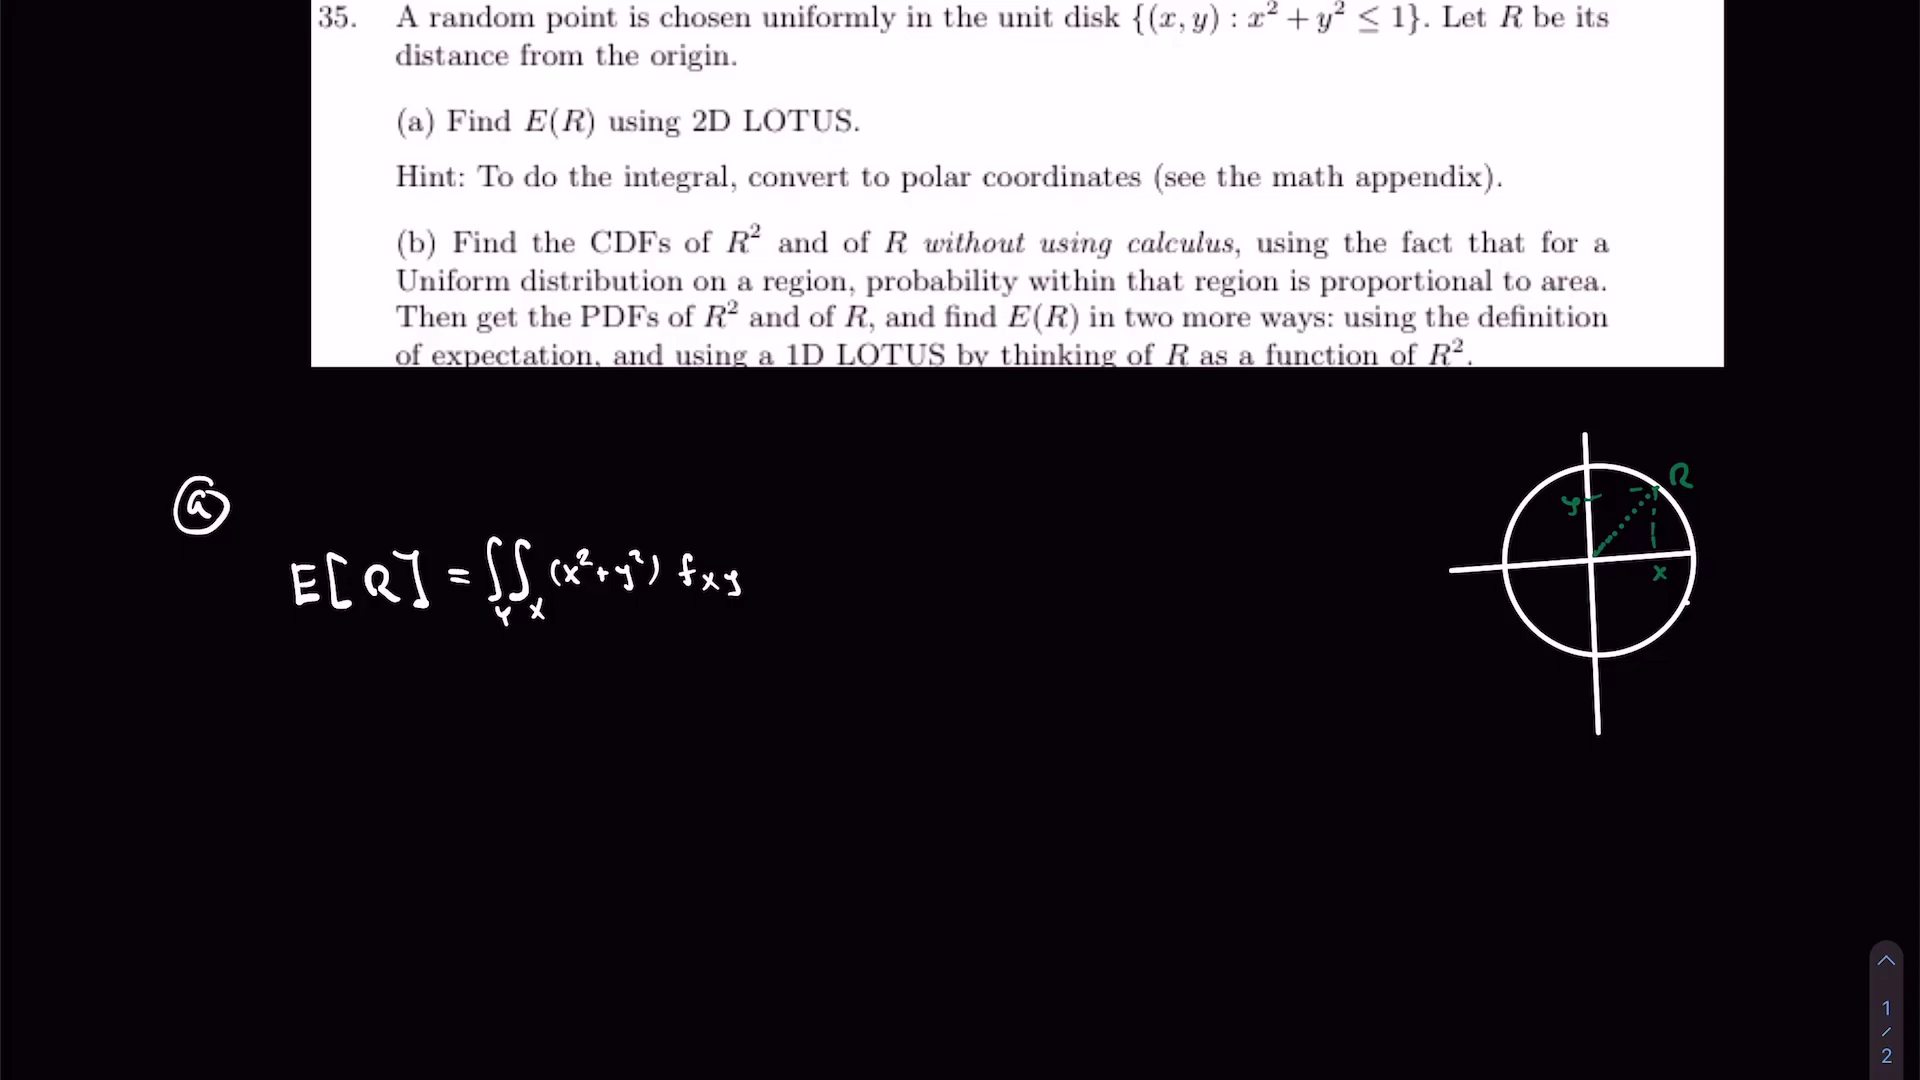 35. A random point is chosen uniformly in the unit disk {(x, y) : x² + y² ≤ 1}. Let R be its
distance from the origin.
(a) Find E(R) using 2D LOTUS.
Hint: To do the integral, convert to polar coordinates (see the math appendix).
(b) Find the CDFs of R² and of R without using calculus, using the fact that for a
Uniform distribution on a region, probability within that region is proportional to area.
Then get the PDFs of R² and of R, and find E(R) in two more ways: using the definition
of expectation, and using a 1D LOTUS by thinking of R as a function of R².
R
y
x
a
E[R] = ∫_Y ∫_X (x² + y²) f_xy
1
/
2